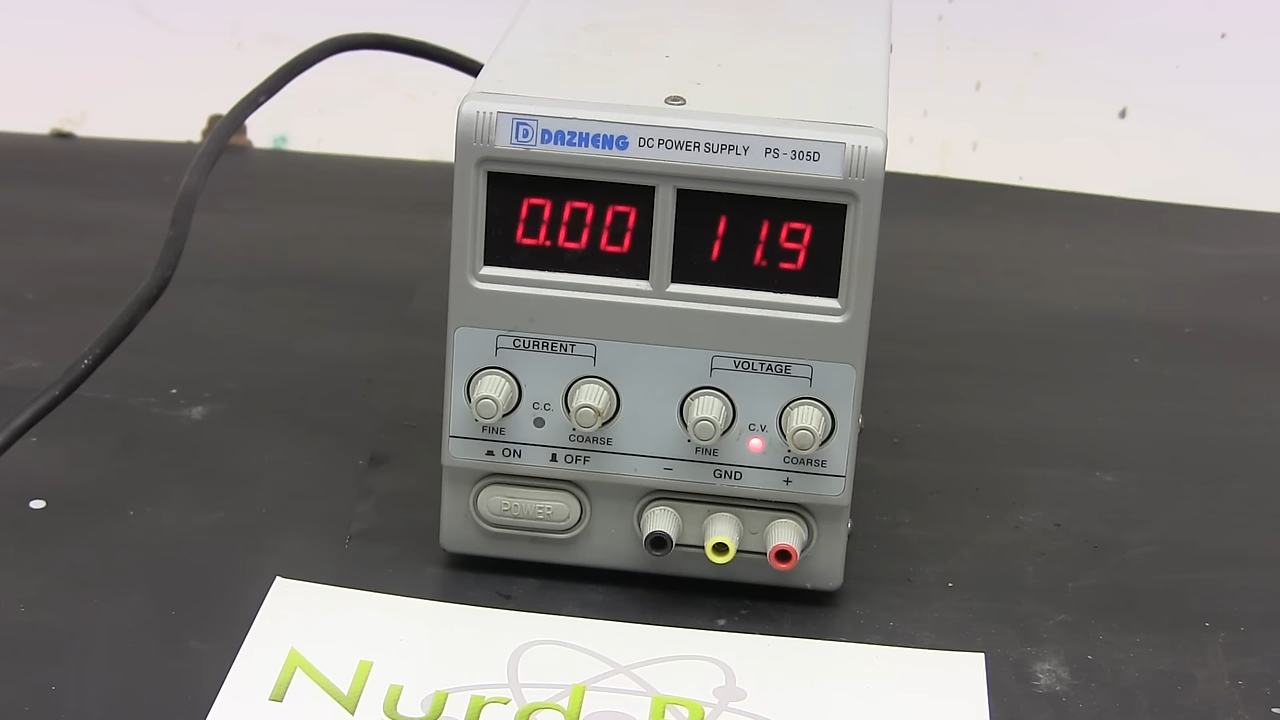 D DAZHENG DC POWER SUPPLY PS-305D
0.00 11.9
CURRENT VOLTAGE
C.C. C.V.
FINE COARSE FINE COARSE
ON OFF - GND +
POWER
Nurd